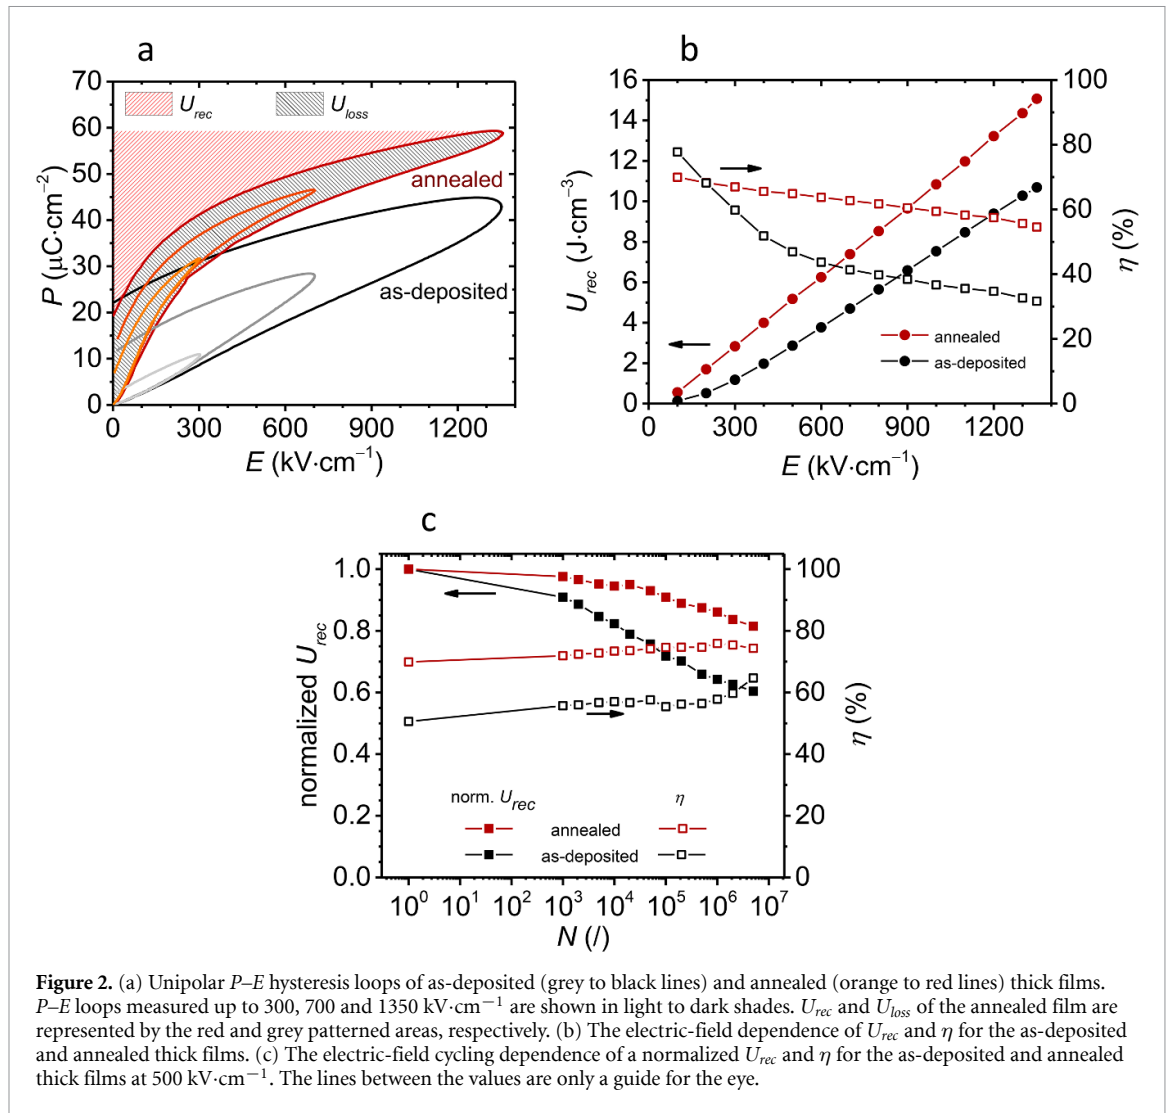 a
70
60
50
40
30
20
10
0
P (μC·cm⁻²)
U_rec
U_loss
annealed
as-deposited
0 300 600 900 1200
E (kV·cm⁻¹)
b
16
14
12
10
8
6
4
2
0
U_rec (J·cm⁻³)
100
80
60
40
20
0
η (%)
annealed
as-deposited
0 300 600 900 1200
E (kV·cm⁻¹)
c
1.0
0.8
0.6
0.4
0.2
0.0
normalized U_rec
100
80
60
40
20
0
η (%)
norm. U_rec η
annealed
as-deposited
10⁰ 10¹ 10² 10³ 10⁴ 10⁵ 10⁶ 10⁷
N (/)
Figure 2. (a) Unipolar P–E hysteresis loops of as-deposited (grey to black lines) and annealed (orange to red lines) thick films.
P–E loops measured up to 300, 700 and 1350 kV·cm⁻¹ are shown in light to dark shades. U_rec and U_loss of the annealed film are
represented by the red and grey patterned areas, respectively. (b) The electric-field dependence of U_rec and η for the as-deposited
and annealed thick films. (c) The electric-field cycling dependence of a normalized U_rec and η for the as-deposited and annealed
thick films at 500 kV·cm⁻¹. The lines between the values are only a guide for the eye.